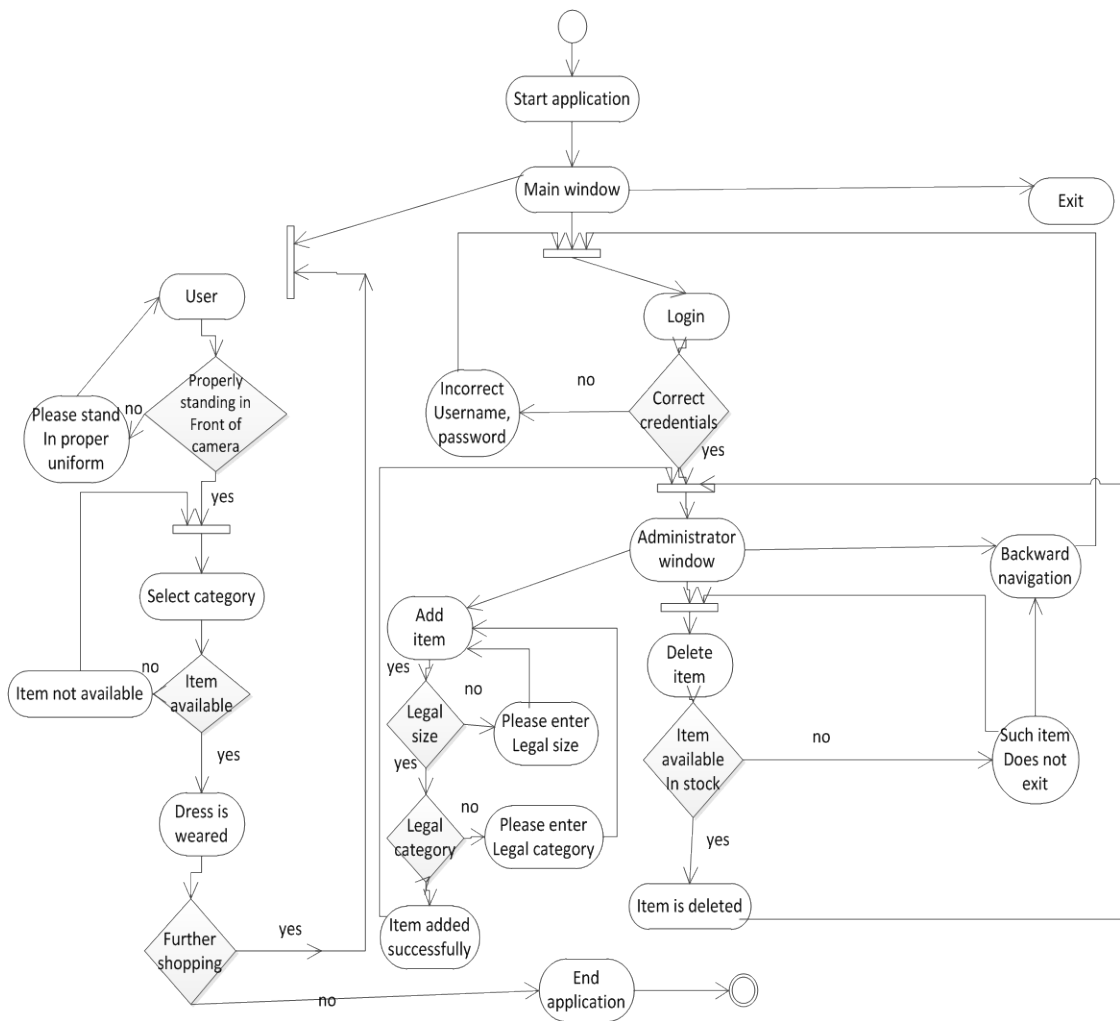 Start application
Main window
Exit
User
Login
Properly
standing in
Front of
camera
no
Please stand
In proper
uniform
yes
Incorrect
Username,
password
no
Correct
credentials
yes
Administrator
window
Backward
navigation
Select category
Add
item
Delete
item
no
Item not available
Item
available
yes
yes
Legal
size
no
Please enter
Legal size
yes
Item
available
In stock
no
Such item
Does not
exit
Dress is
weared
Legal
category
no
Please enter
Legal category
yes
Item is deleted
Further
shopping
yes
Item added
successfully
no
End
application